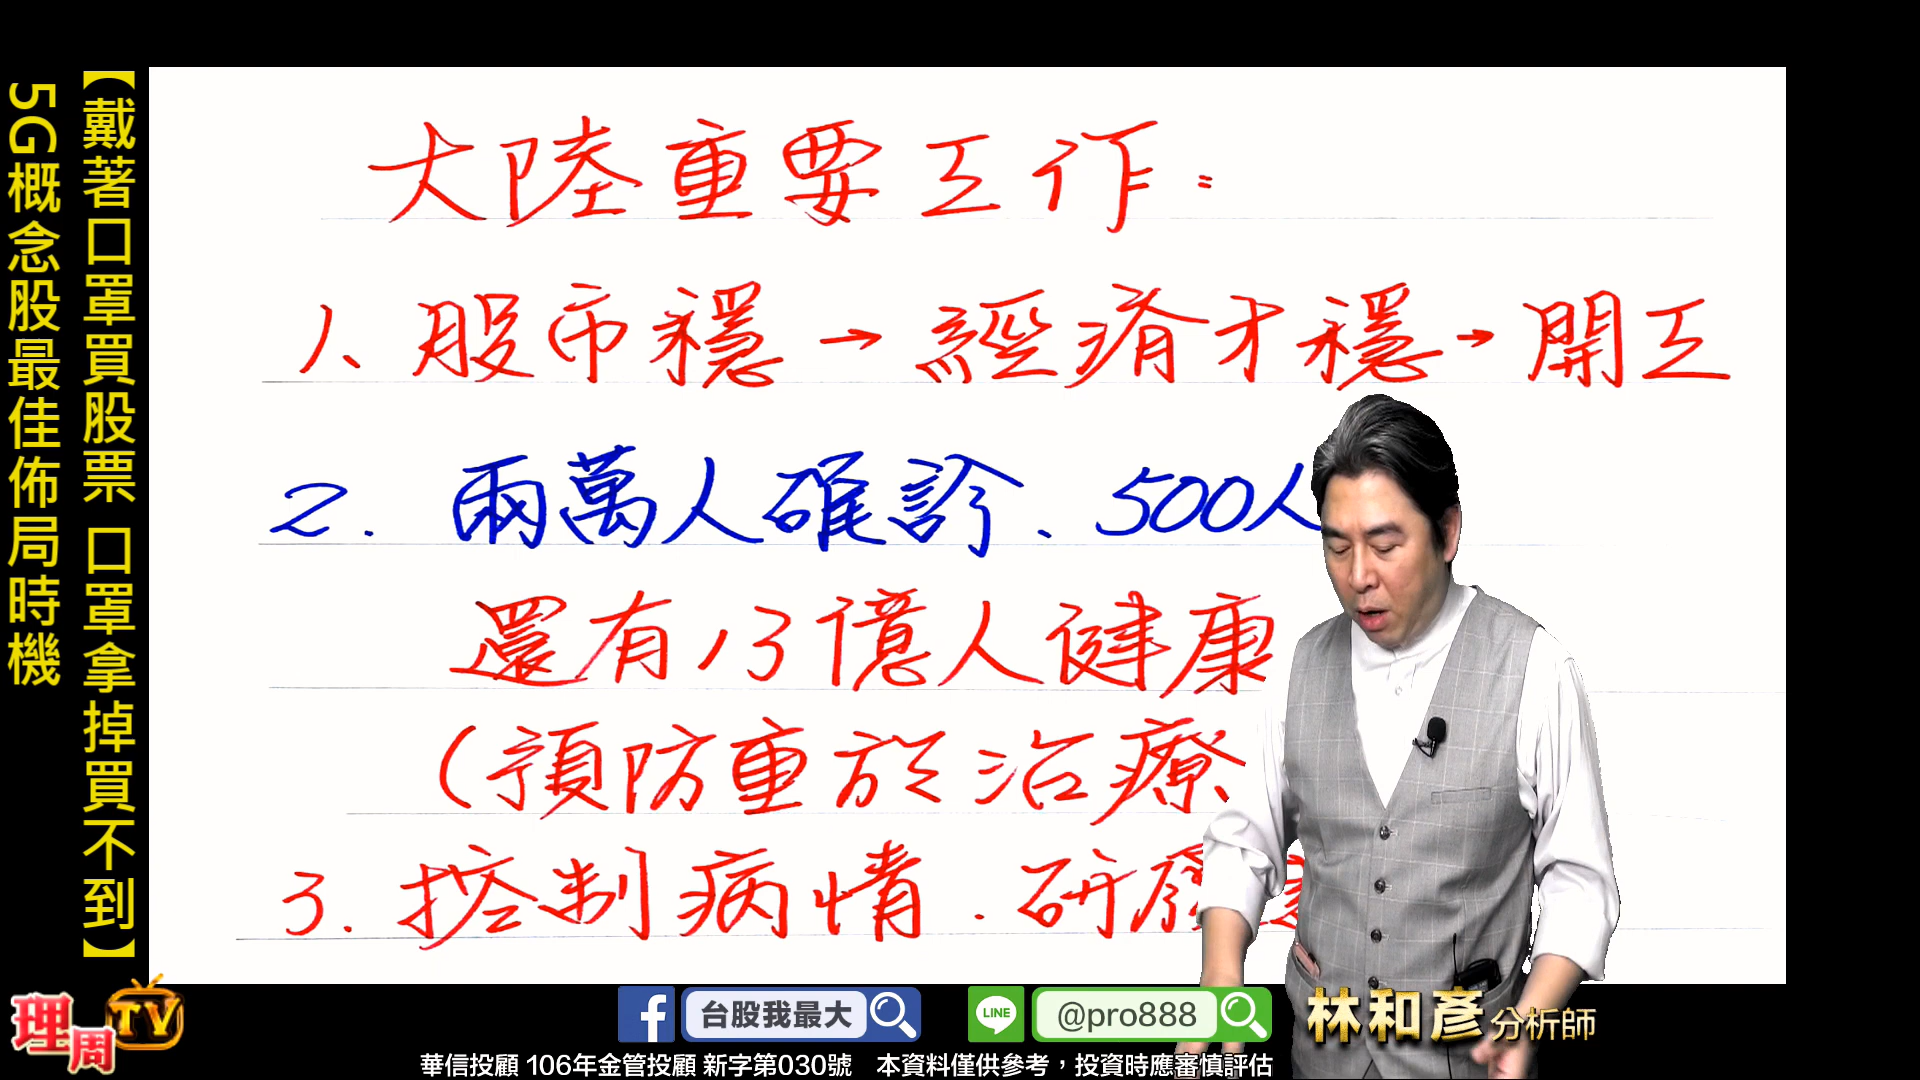 【戴著口罩買股票 口罩拿掉買不到】
5G概念股最佳佈局時機
大陸重要工作：
1、股市穩→經濟才穩→開工
2. 兩萬人確診、500人
還有13億人健康
(預防重於治療
3. 控制病情．研發
理周TV
台股我最大
LINE
@pro888
林和彥分析師
華信投顧 106年金管投顧 新字第030號 本資料僅供參考，投資時應審慎評估